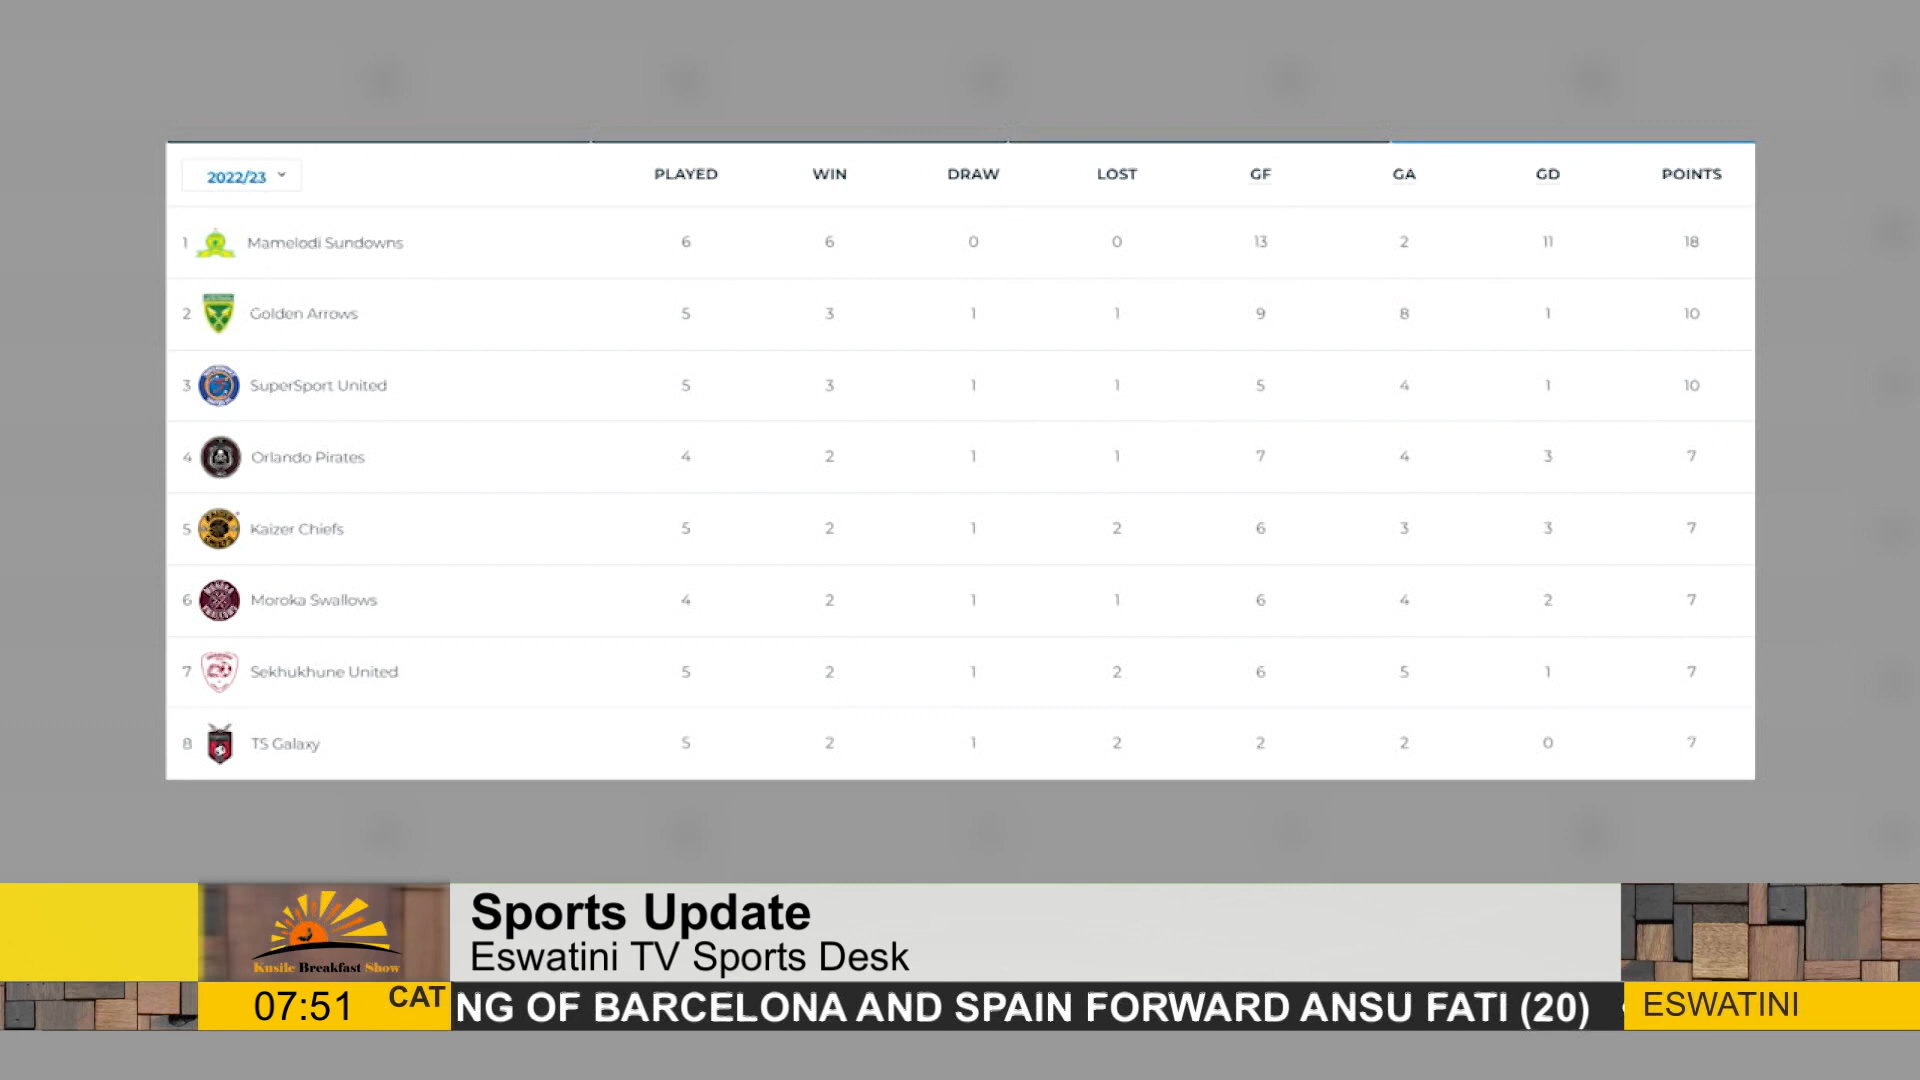 2022/23 PLAYED WIN DRAW LOST GF GA GD POINTS
1 Mamelodi Sundowns 6 6 0 0 13 2 11 18
2 Golden Arrows 5 3 1 1 9 8 1 10
3 SuperSport United 5 3 1 1 5 4 1 10
4 Orlando Pirates 4 2 1 1 7 4 3 7
5 Kaizer Chiefs 5 2 1 2 6 3 3 7
6 Moroka Swallows 4 2 1 1 6 4 2 7
7 Sekhukhune United 5 2 1 2 6 5 1 7
8 TS Galaxy 5 2 1 2 2 2 0 7
Sports Update
Eswatini TV Sports Desk
Kusile Breakfast Show
07:51 CAT NG OF BARCELONA AND SPAIN FORWARD ANSU FATI (20) ESWATINI